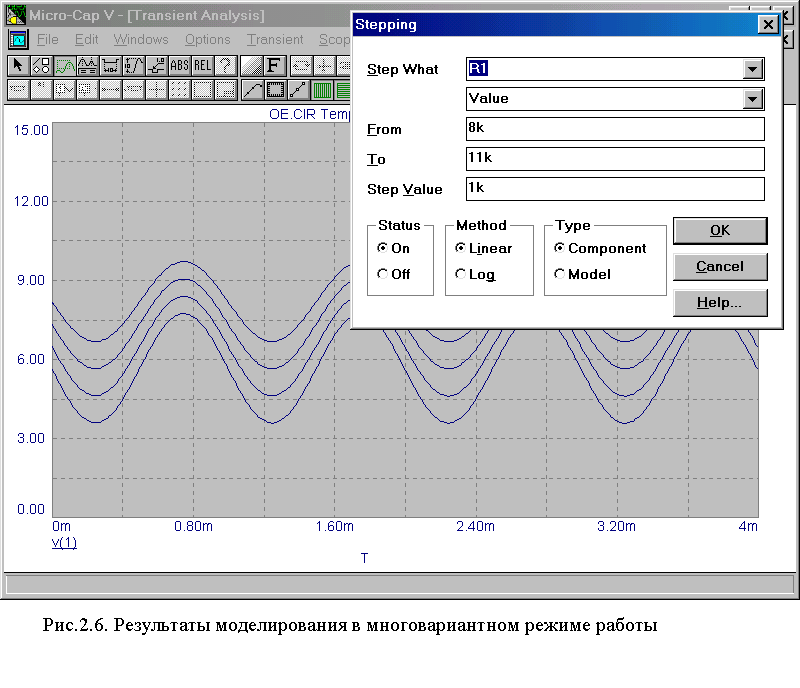 Micro-Cap V - [Transient Analysis]
File Edit Windows Options Transient Scop
ABS REL ? F
OE.CIR Temp
Stepping
Step What R1
Value
From 8k
To 11k
Step Value 1k
Status Method Type
On Linear Component
Off Log Model
OK
Cancel
Help...
15.00
12.00
9.00
6.00
3.00
0.00
0m 0.80m 1.60m 2.40m 3.20m 4m
v(1)
T
Рис.2.6. Результаты моделирования в многовариантном режиме работы